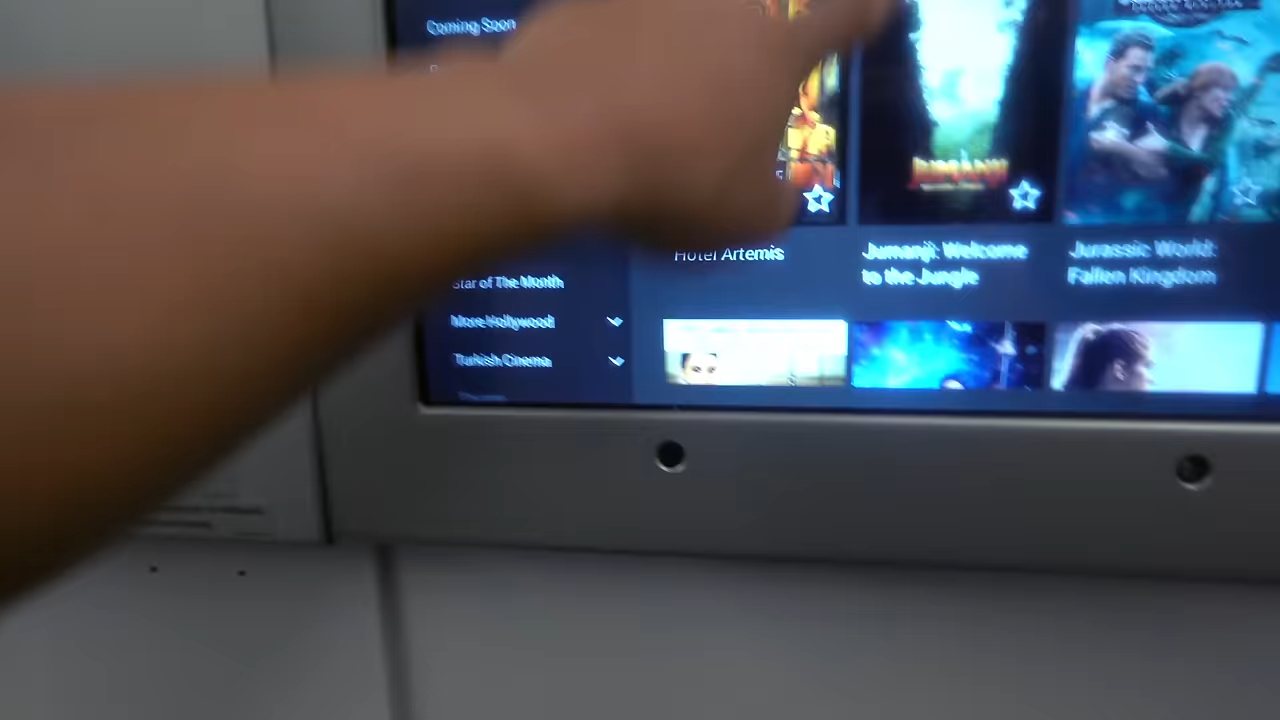 Coming Soon
JUMANJI
Hotel Artemis
Jumanji: Welcome
to the Jungle
Jurassic World:
Fallen Kingdom
Star of The Month
More Hollywood
Turkish Cinema